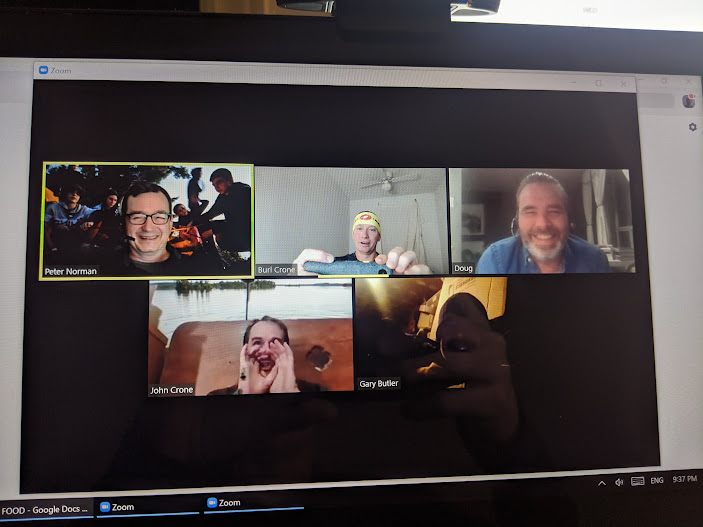 Zoom
Peter Norman
Burl Crone
Doug
John Crone
Gary Butler
FOOD - Google Docs ...
Zoom
Zoom
ENG
9:37 PM